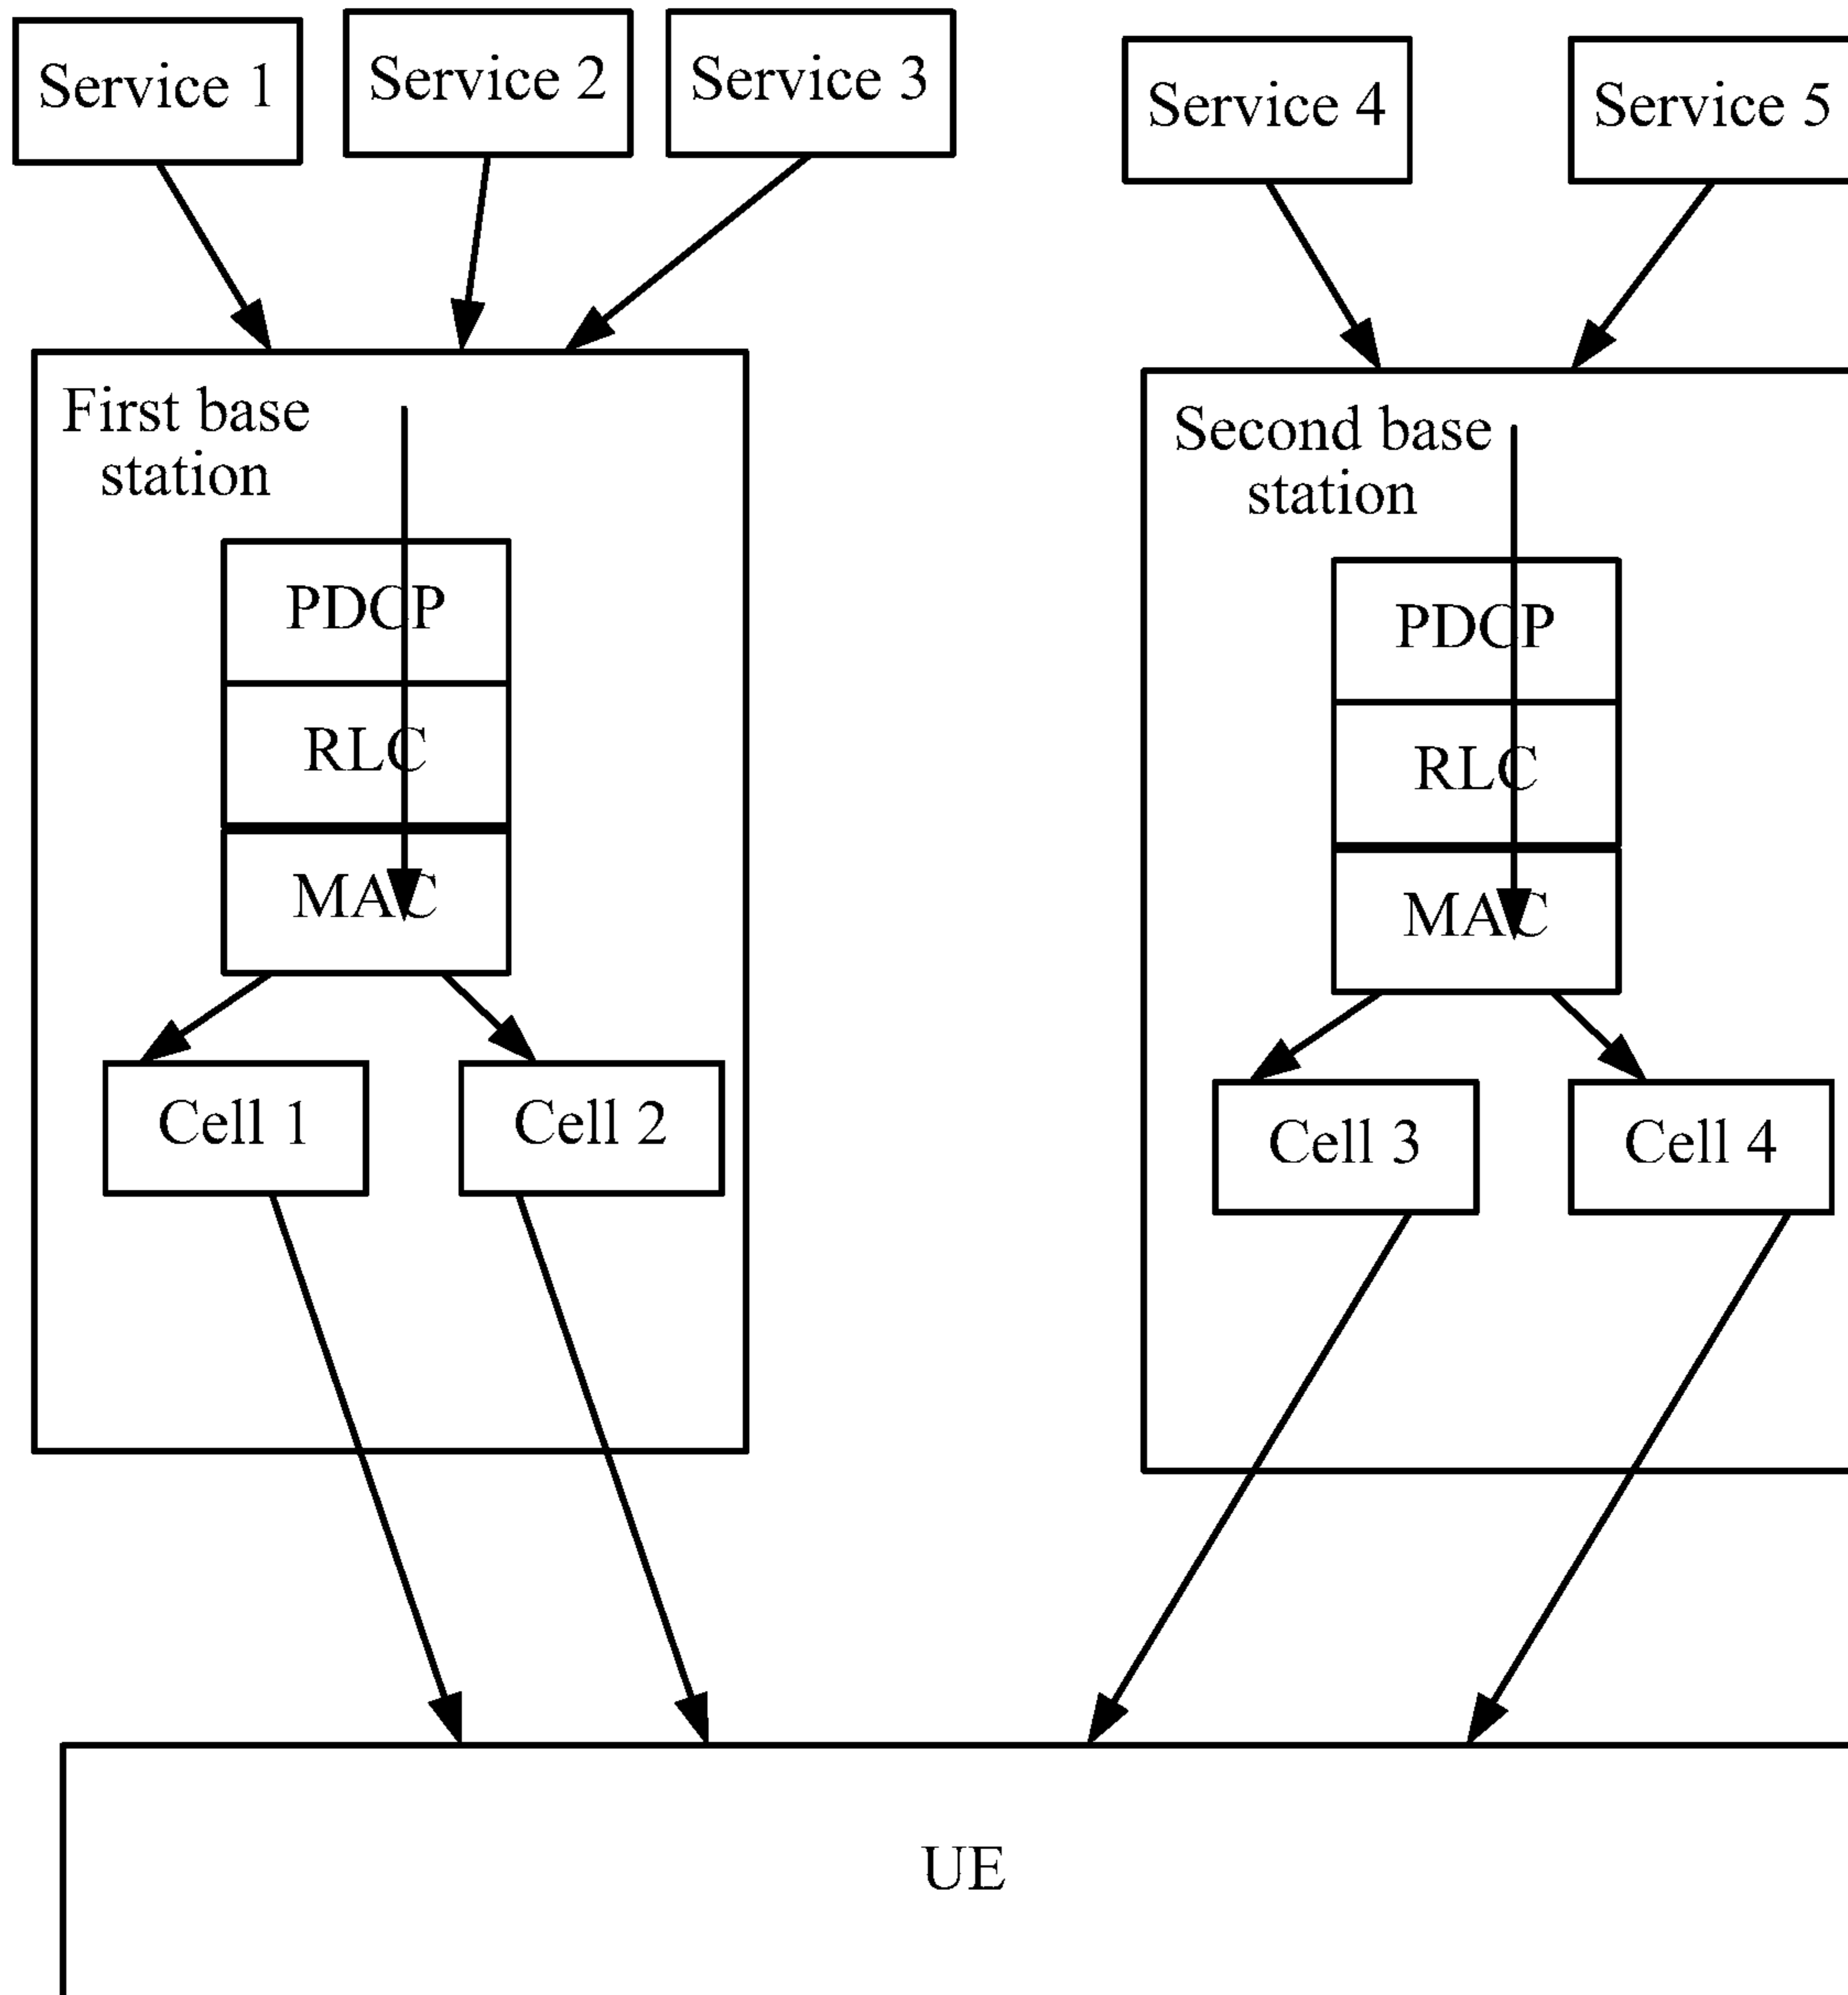 Service 1
Service 2
Service 3
Service 4
Service 5
First base
station
PDCP
RLC
MAC
Cell 1
Cell 2
Second base
station
PDCP
RLC
MAC
Cell 3
Cell 4
UE